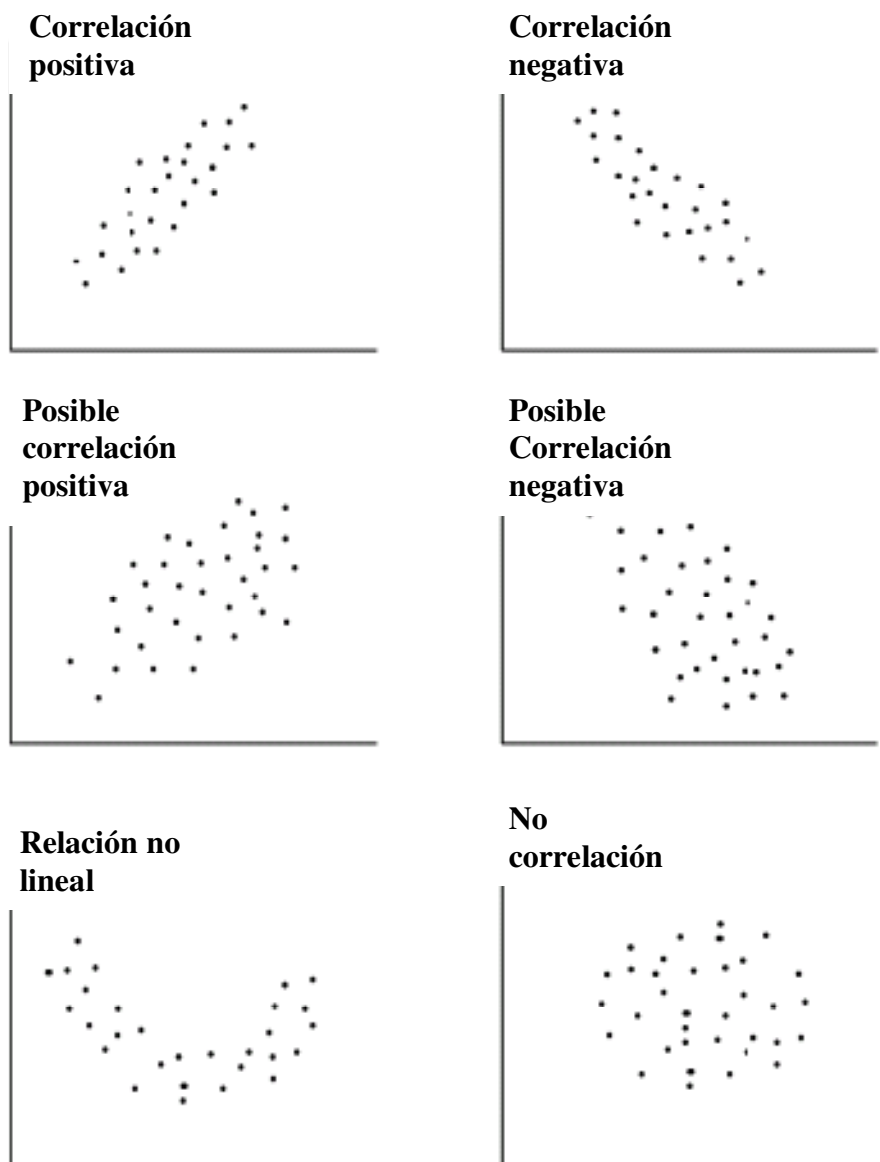 Correlación
positiva
Correlación
negativa
Posible
correlación
positiva
Posible
Correlación
negativa
Relación no
lineal
No
correlación